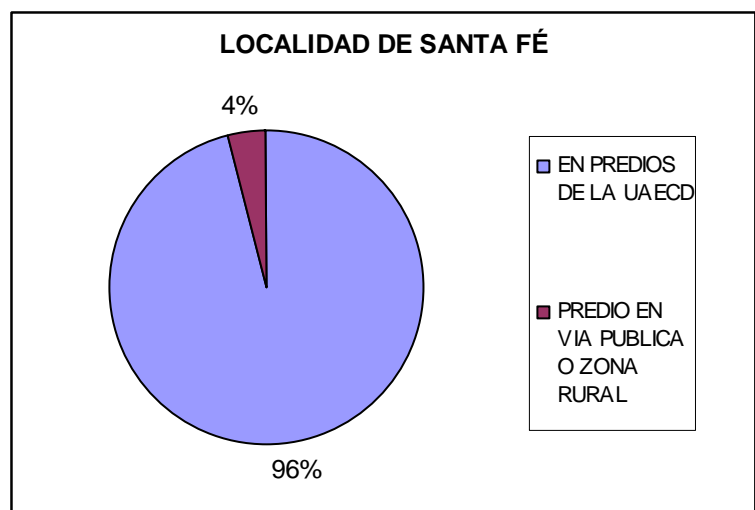 LOCALIDAD DE SANTA FÉ
4%
96%
EN PREDIOS
DE LA UAECD
PREDIO EN
VIA PUBLICA
O ZONA
RURAL